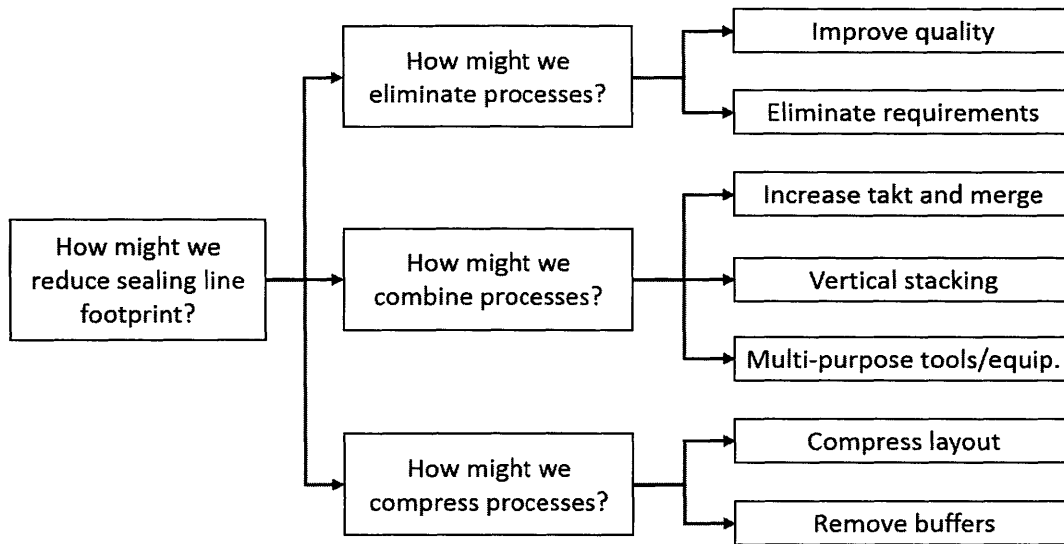 How might we
reduce sealing line
footprint?
How might we
eliminate processes?
Improve quality
Eliminate requirements
How might we
combine processes?
Increase takt and merge
Vertical stacking
Multi-purpose tools/equip.
How might we
compress processes?
Compress layout
Remove buffers